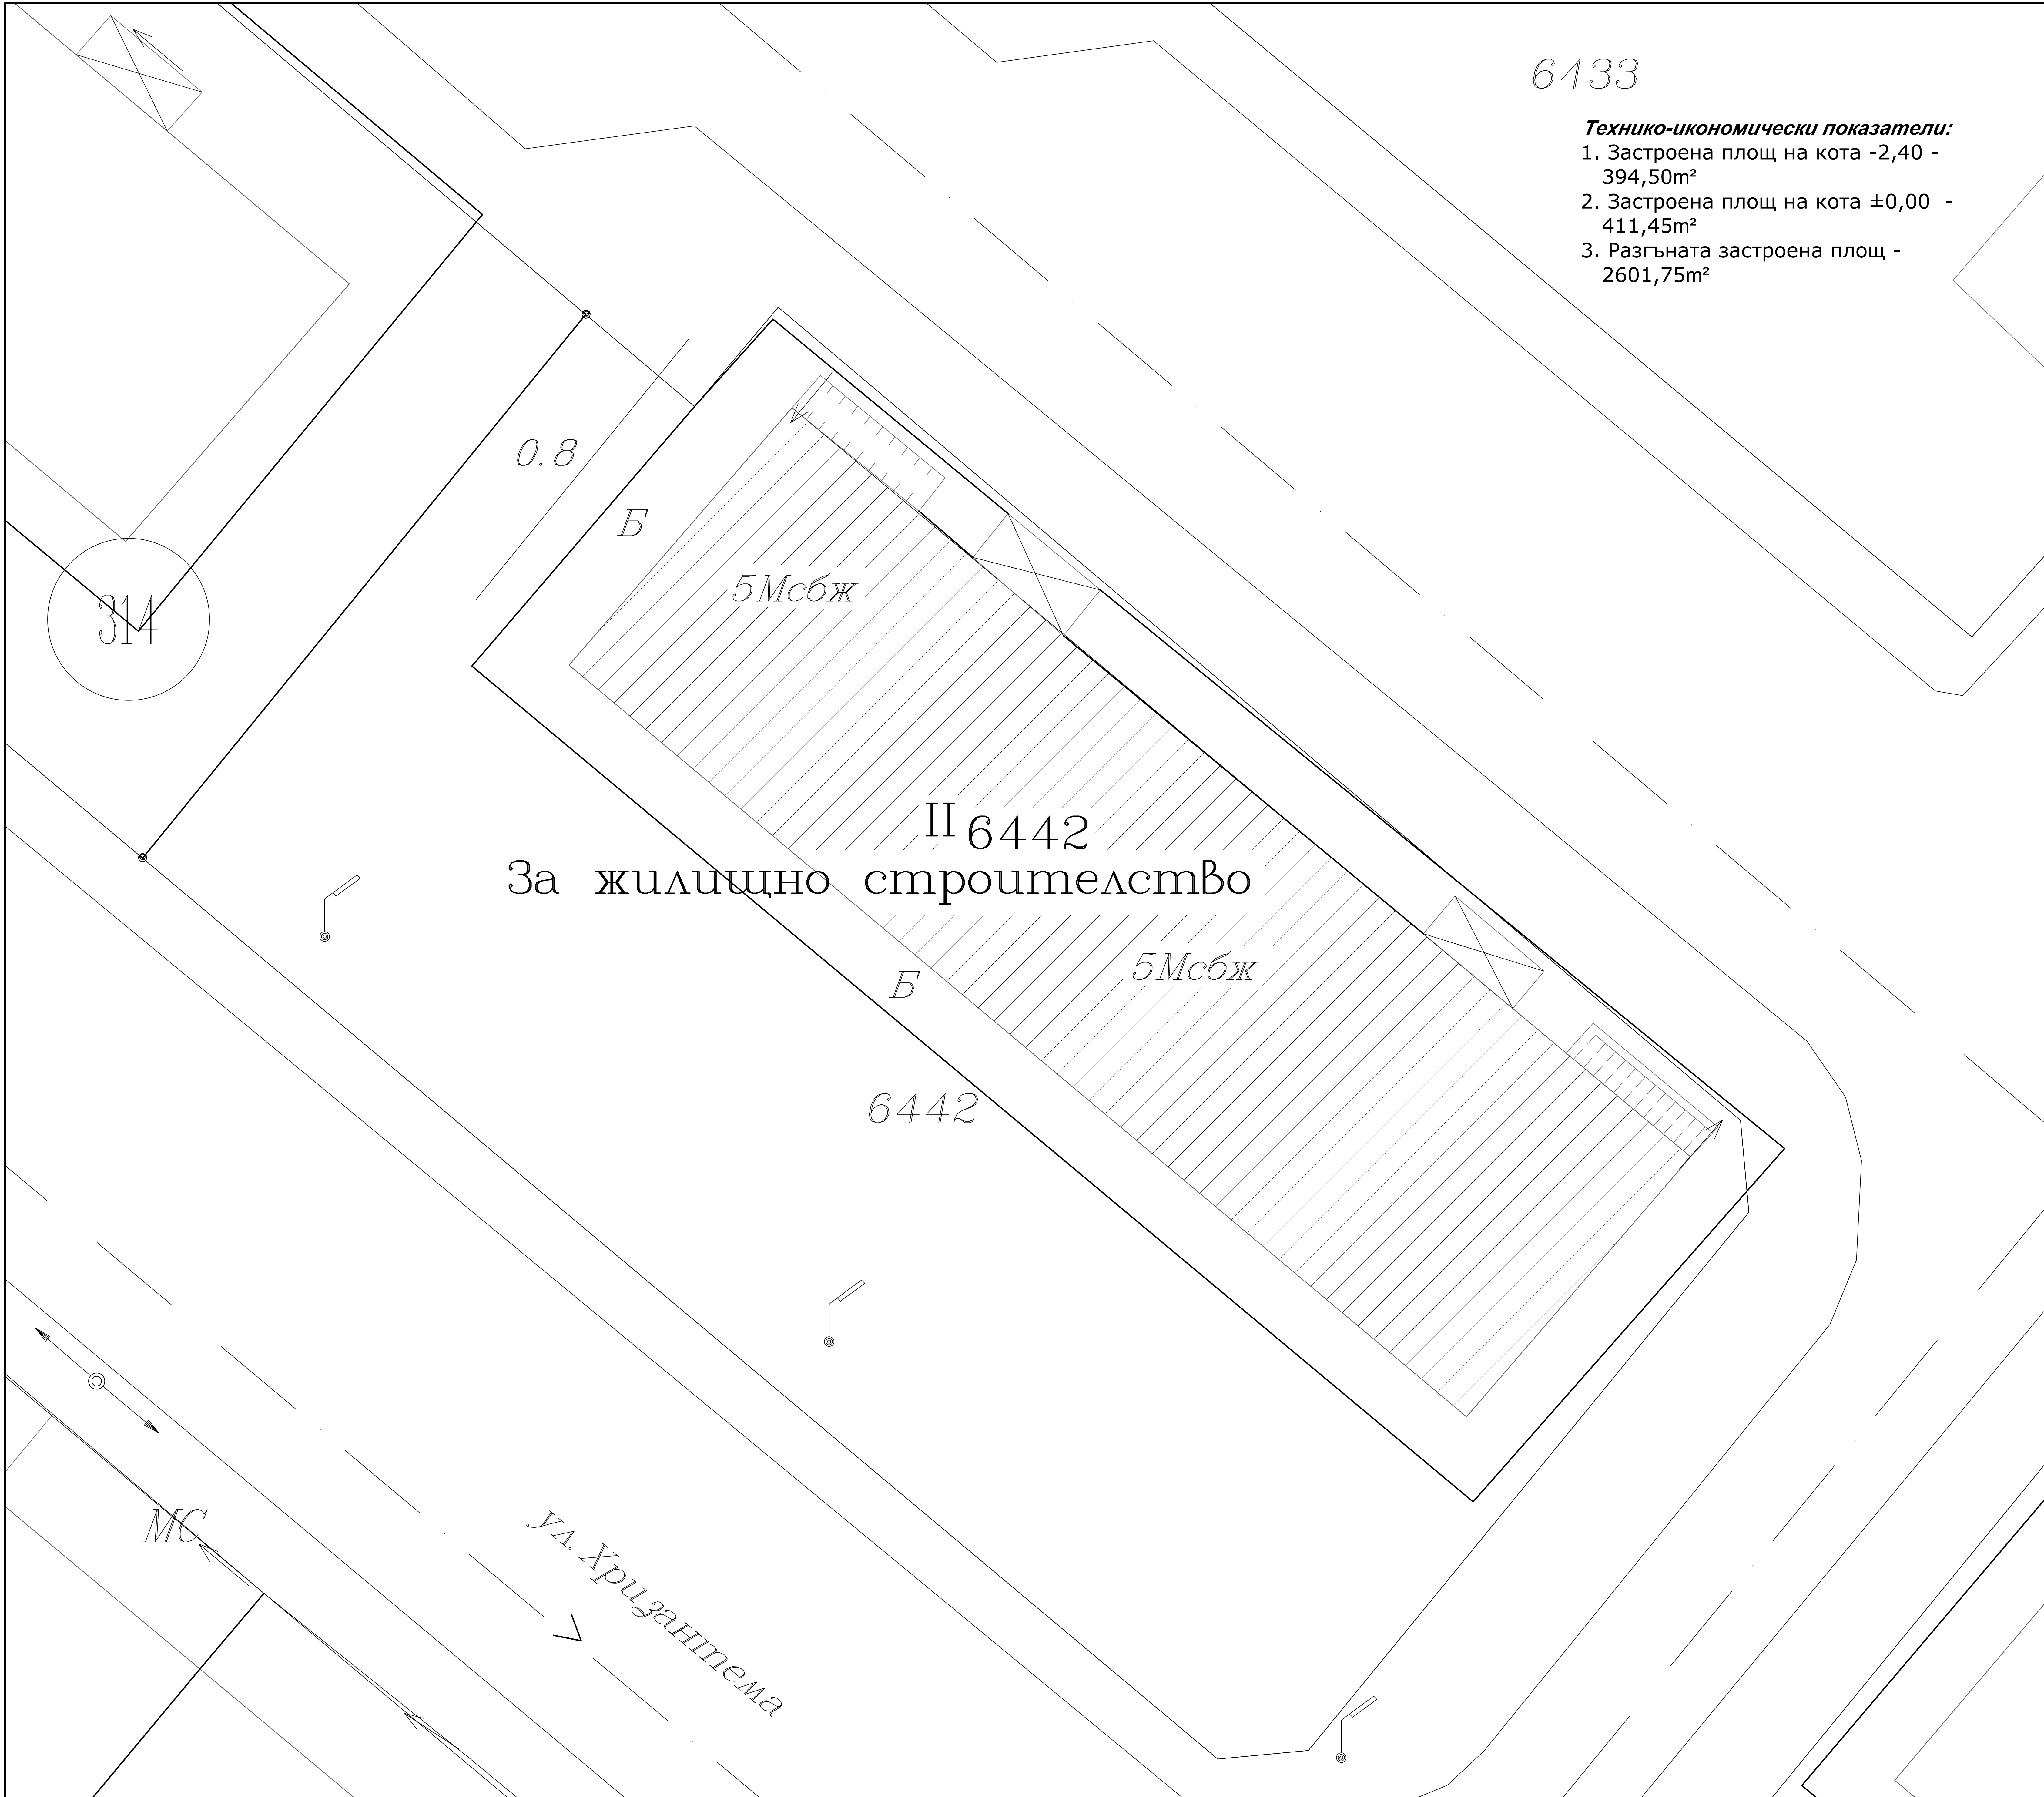 6433
Технико-икономически показатели:
1. Застроена площ на кота -2,40 -
394,50m²
2. Застроена площ на кота ±0,00 -
411,45m²
3. Разгъната застроена площ -
2601,75m²
0.8
Б
5Мсбж
314
II 6442
За жилищно строителство
5Мсбж
Б
6442
МС
ул. Хризантема